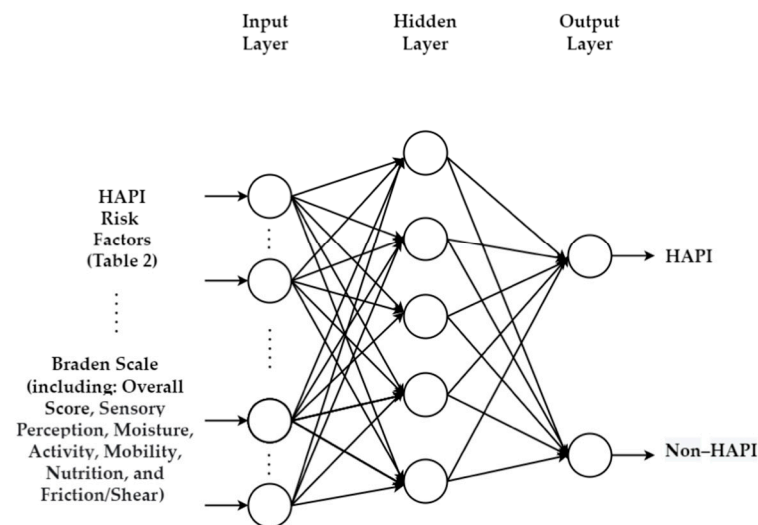 Input
Layer
Hidden
Layer
Output
Layer
HAPI
Risk
Factors
(Table 2)
Braden Scale
(including: Overall
Score, Sensory
Perception, Moisture,
Activity, Mobility,
Nutrition, and
Friction/Shear)
HAPI
Non–HAPI